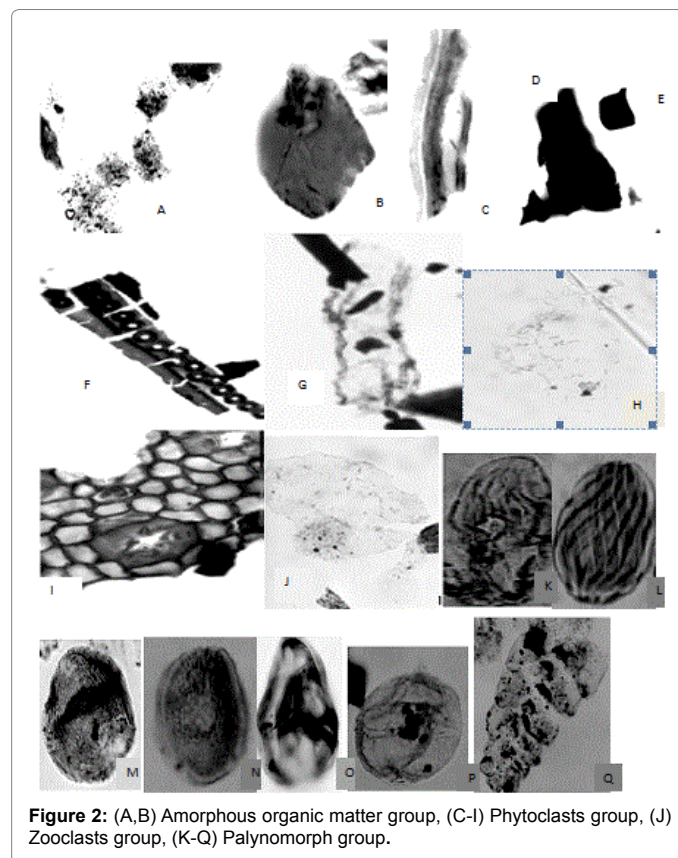 A
B
C
D
E
F
G
H
I
J
K
L
M
N
O
P
Q
Figure 2: (A,B) Amorphous organic matter group, (C-I) Phytoclasts group, (J)
Zooclasts group, (K-Q) Palynomorph group.